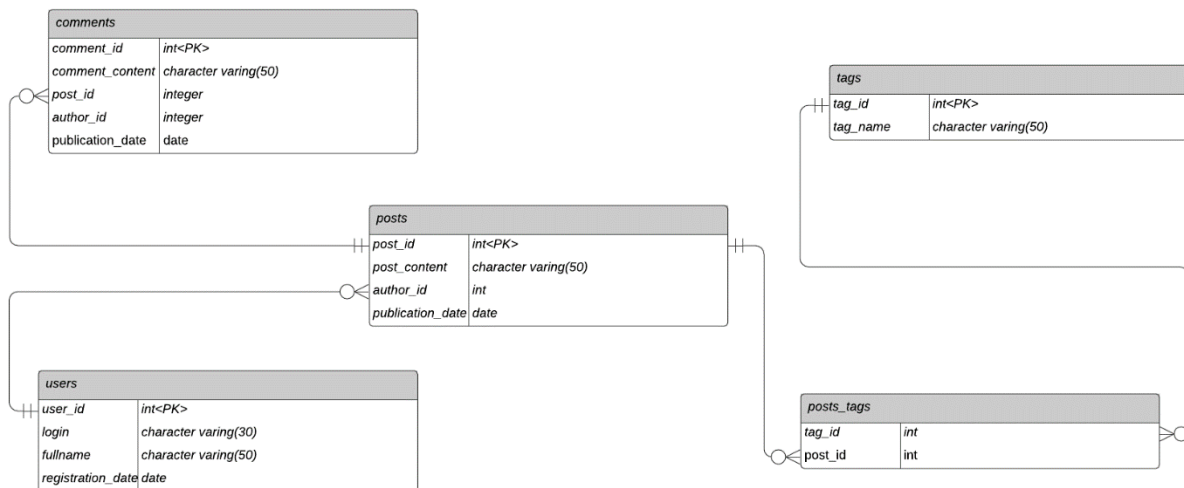 comments
comment_id int<PK>
comment_content character varing(50)
post_id integer
author_id integer
publication_date date
tags
tag_id int<PK>
tag_name character varing(50)
posts
post_id int<PK>
post_content character varing(50)
author_id int
publication_date date
users
user_id int<PK>
login character varing(30)
fullname character varing(50)
registration_date date
posts_tags
tag_id int
post_id int